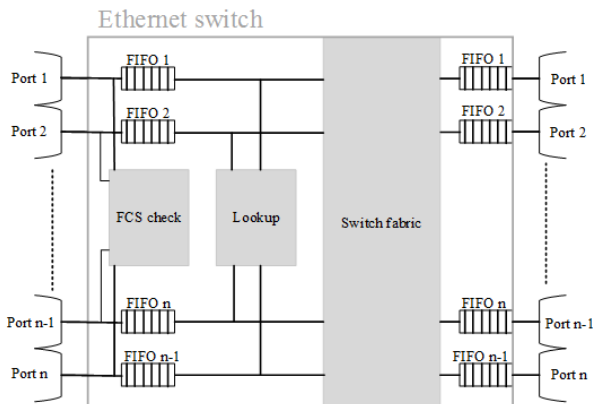 Ethernet switch
FIFO 1
FIFO 1
Port 1
Port 1
FIFO 2
FIFO 2
Port 2
Port 2
FCS check
Lookup
Switch fabric
FIFO n
FIFO n
Port n-1
Port n-1
FIFO n-1
FIFO n-1
Port n
Port n